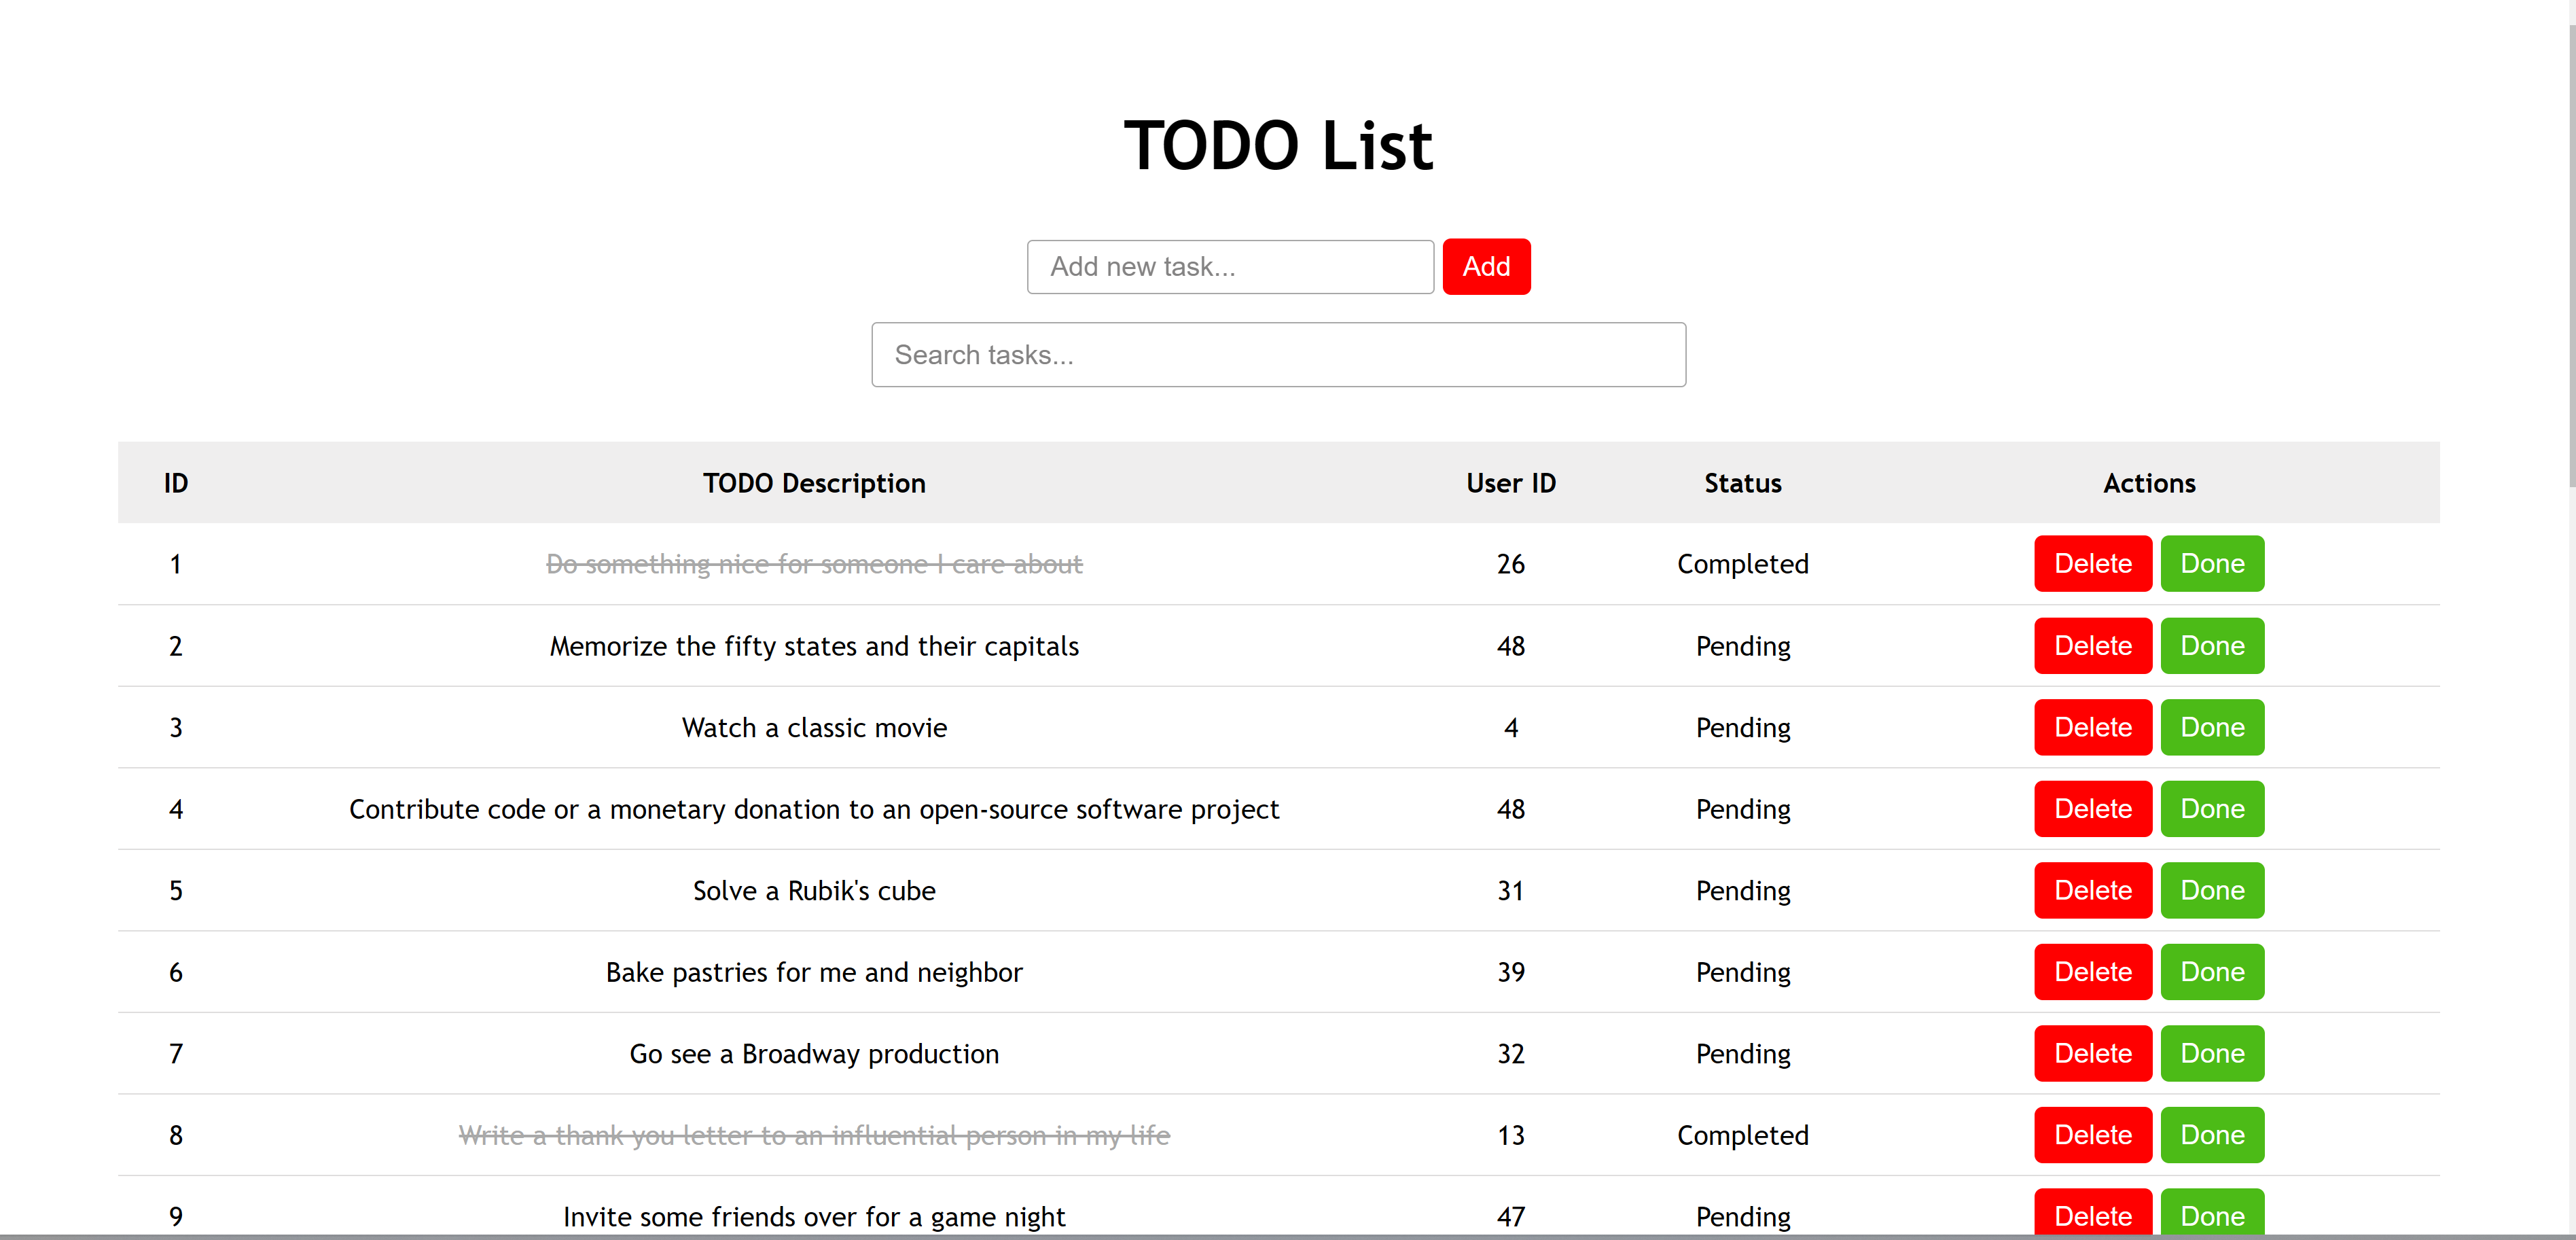 TODO List
Add new task... Add
Search tasks...
ID TODO Description User ID Status Actions
1 Do something nice for someone I care about 26 Completed Delete Done
2 Memorize the fifty states and their capitals 48 Pending Delete Done
3 Watch a classic movie 4 Pending Delete Done
4 Contribute code or a monetary donation to an open-source software project 48 Pending Delete Done
5 Solve a Rubik's cube 31 Pending Delete Done
6 Bake pastries for me and neighbor 39 Pending Delete Done
7 Go see a Broadway production 32 Pending Delete Done
8 Write a thank you letter to an influential person in my life 13 Completed Delete Done
9 Invite some friends over for a game night 47 Pending Delete Done